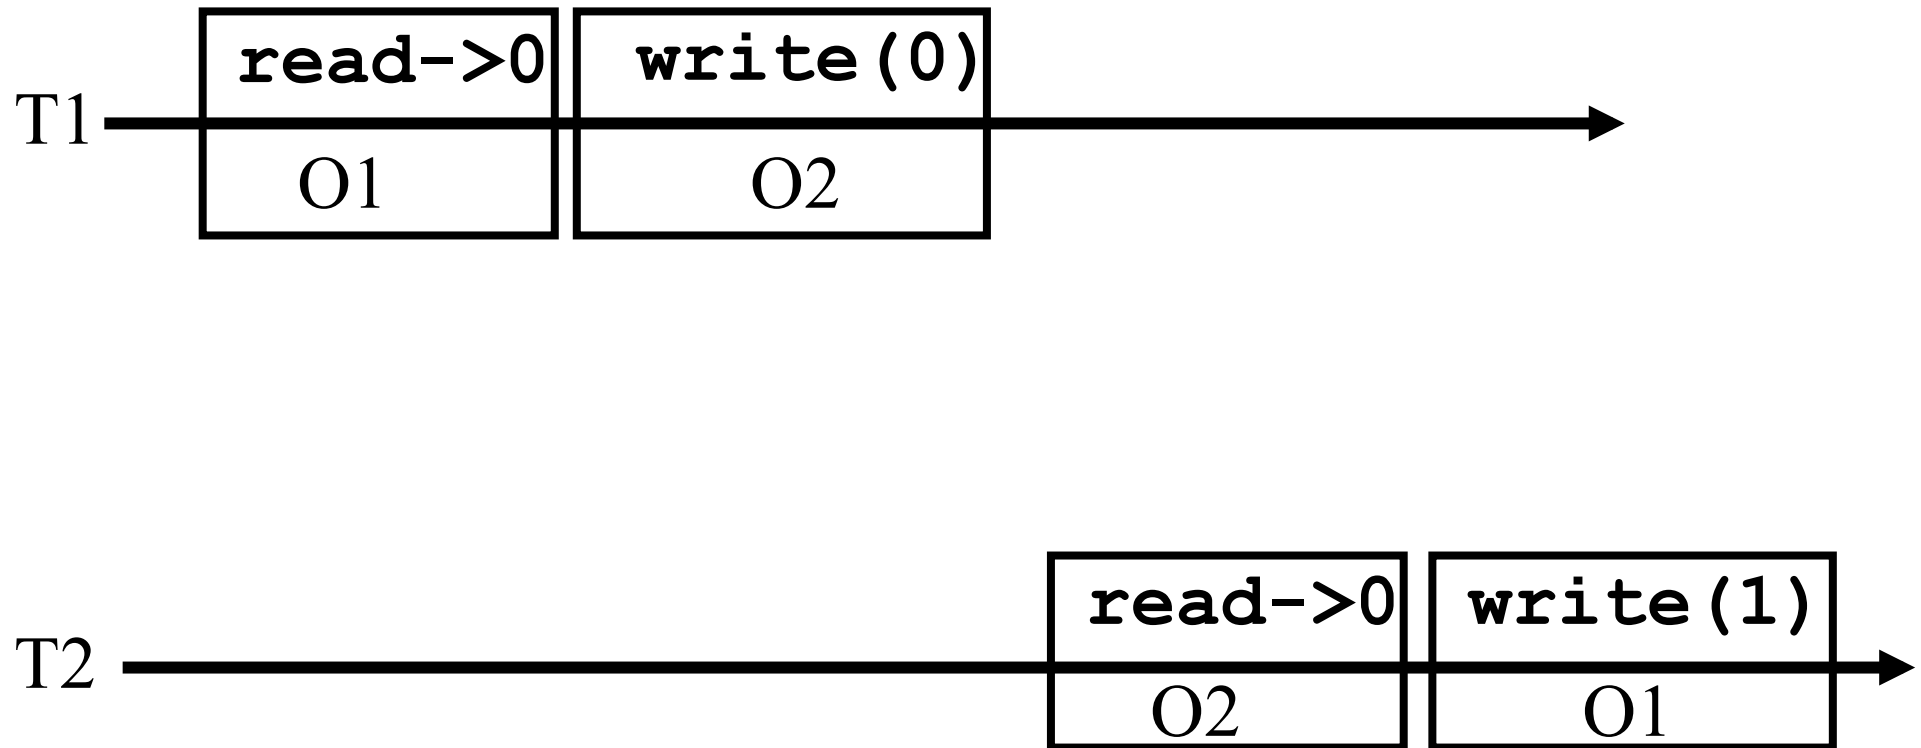 read->0 write(0)
T1
O1 O2
read->0 write(1)
T2
O2 O1